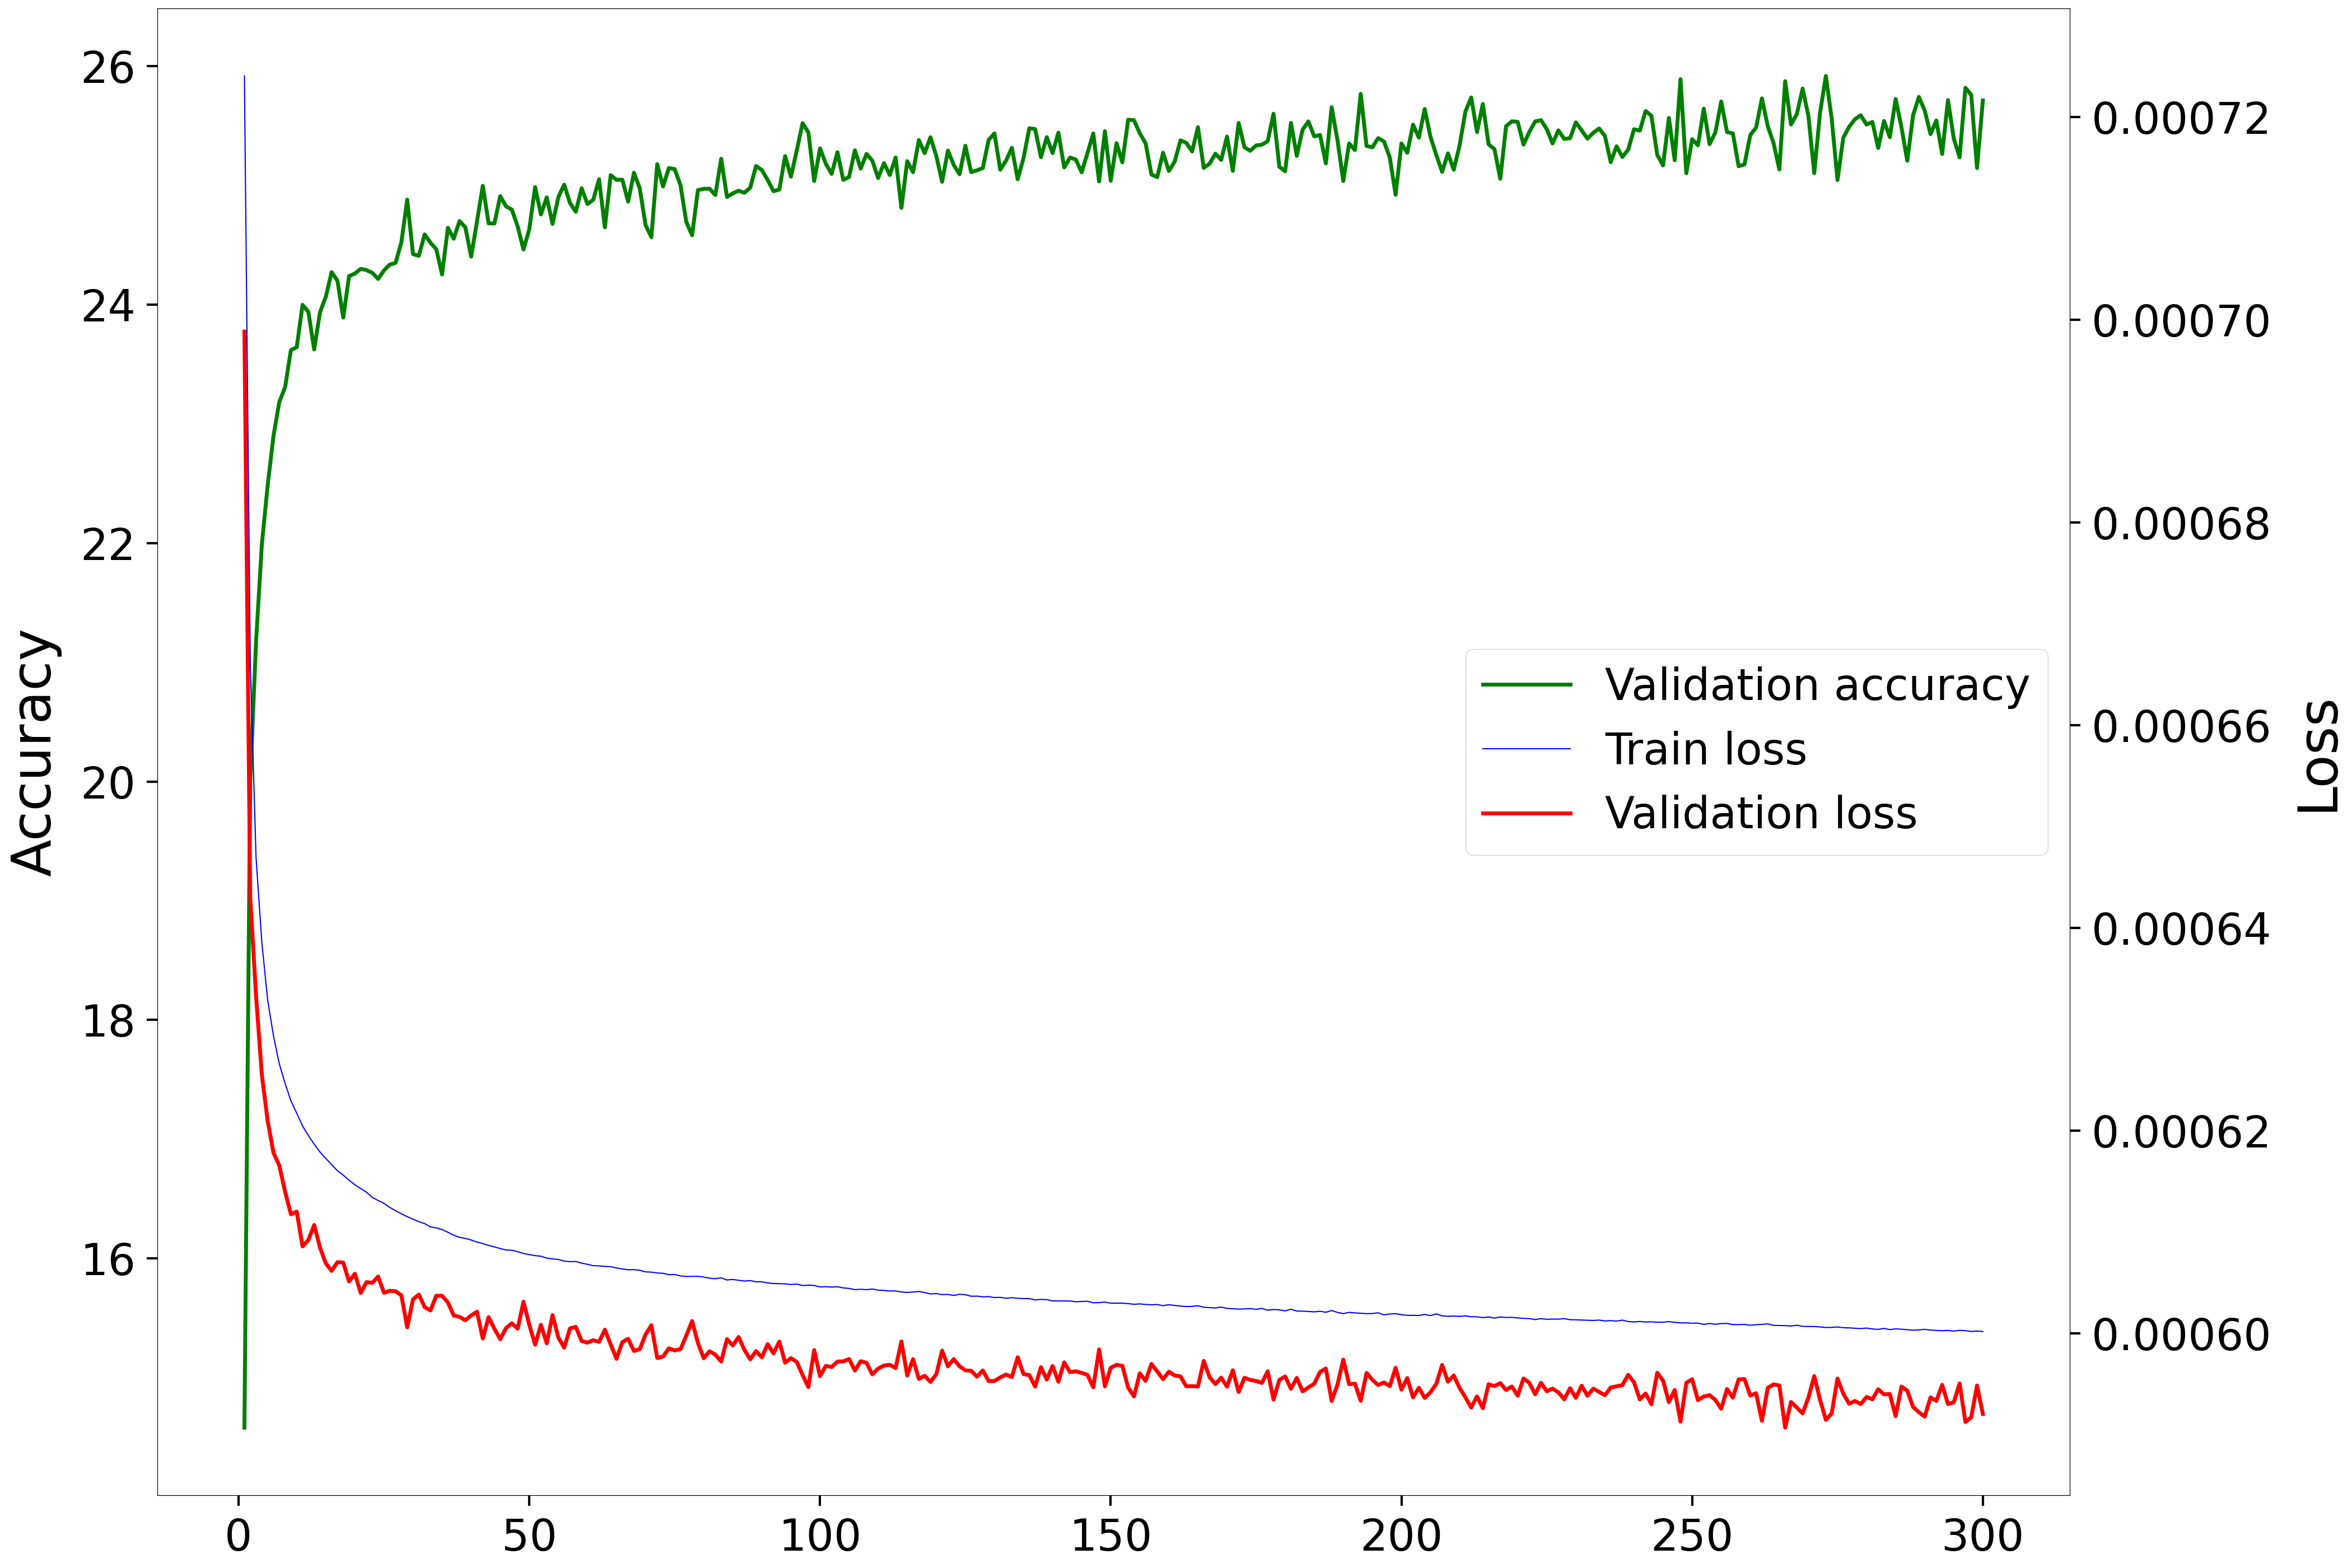 Accuracy
26
24
22
20
18
16
0.00072
0.00070
0.00068
0.00066
0.00064
0.00062
0.00060
Loss
Validation accuracy
Train loss
Validation loss
0 50 100 150 200 250 300